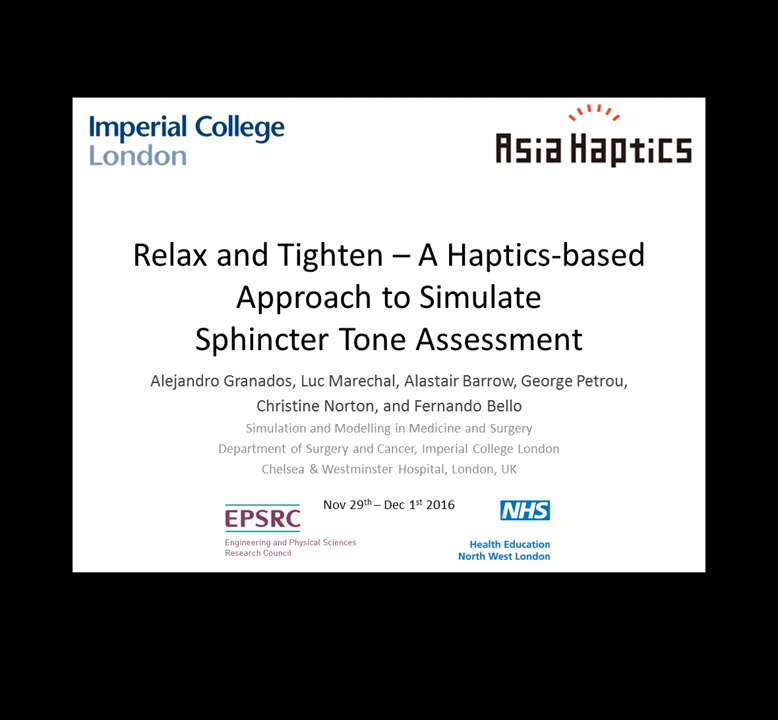 Imperial College
London
Asia Haptics
Relax and Tighten – A Haptics-based
Approach to Simulate
Sphincter Tone Assessment
Alejandro Granados, Luc Marechal, Alastair Barrow, George Petrou,
Christine Norton, and Fernando Bello
Simulation and Modelling in Medicine and Surgery
Department of Surgery and Cancer, Imperial College London
Chelsea & Westminster Hospital, London, UK
Nov 29th – Dec 1st 2016
EPSRC
Engineering and Physical Sciences
Research Council
NHS
Health Education
North West London